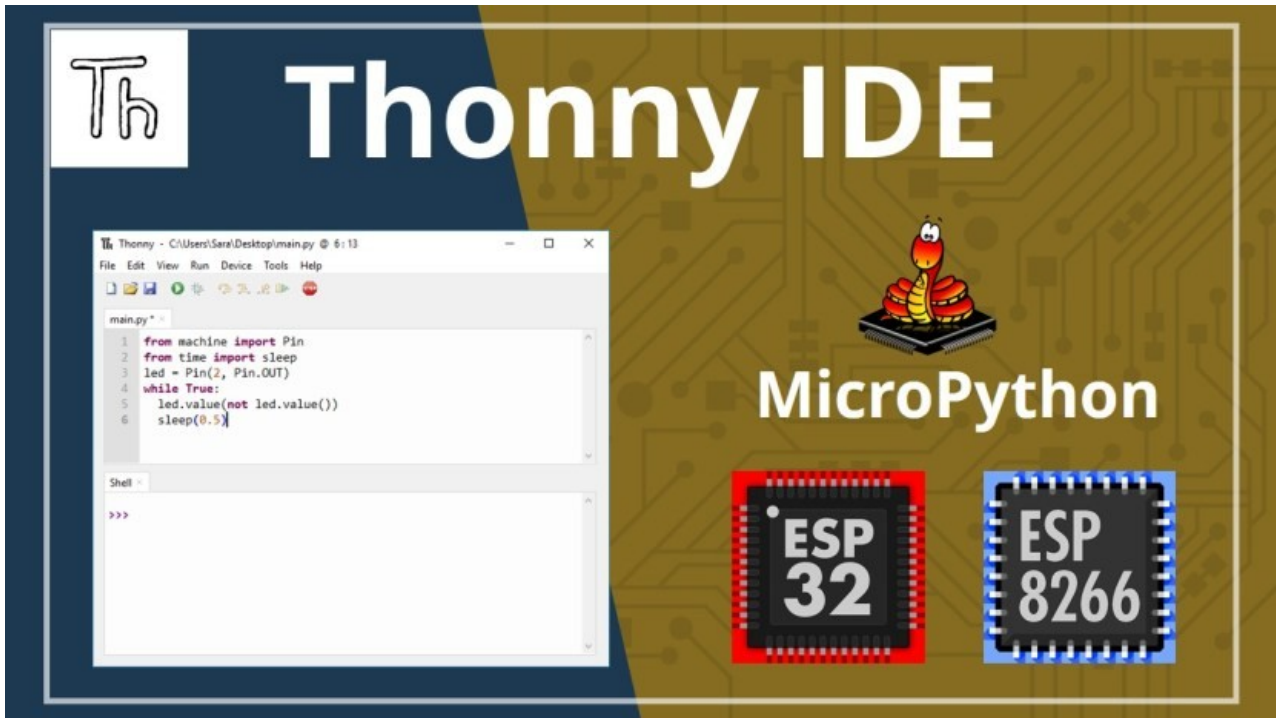 Th
Thonny IDE
Th Thonny - C:\Users\Sara\Desktop\main.py @ 6:13
File Edit View Run Device Tools Help
main.py *
1 from machine import Pin
2 from time import sleep
3 led = Pin(2, Pin.OUT)
4 while True:
5   led.value(not led.value())
6   sleep(0.5)
Shell
>>>
MicroPython
ESP
32
ESP
8266